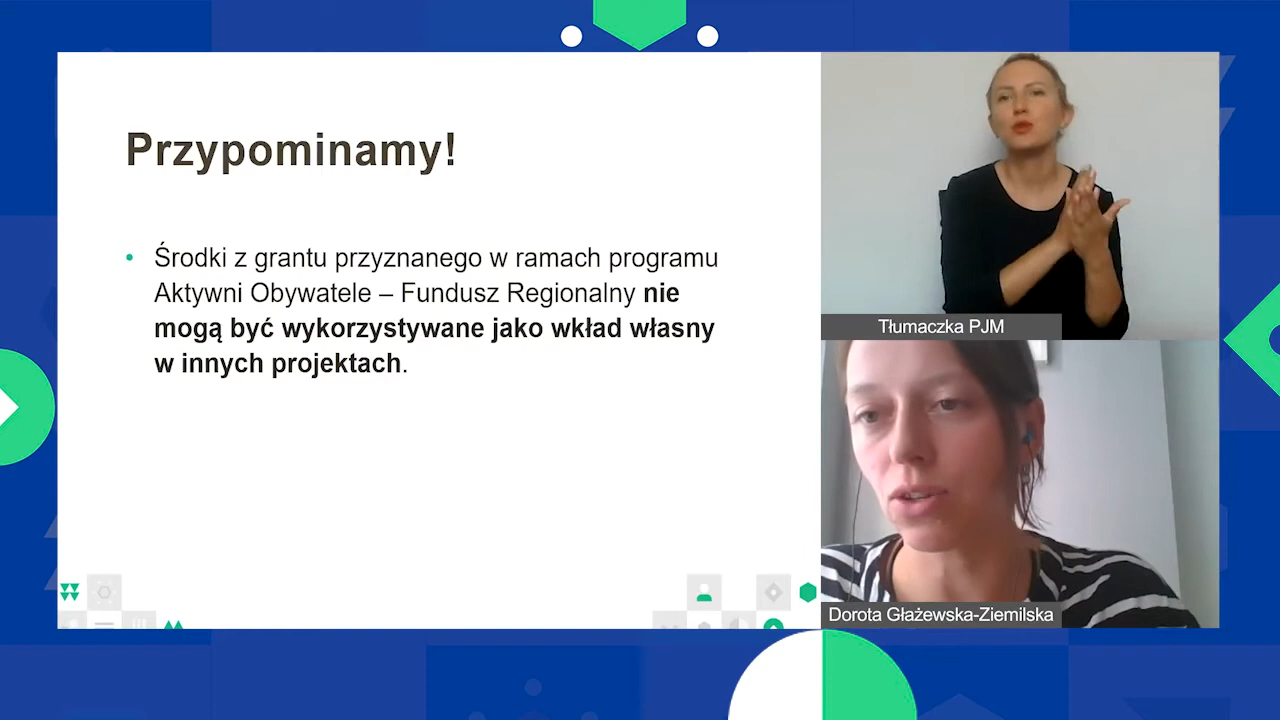 Przypominamy!
• Środki z grantu przyznanego w ramach programu
Aktywni Obywatele – Fundusz Regionalny nie
mogą być wykorzystywane jako wkład własny
w innych projektach.
Tłumaczka PJM
Dorota Głażewska-Ziemilska